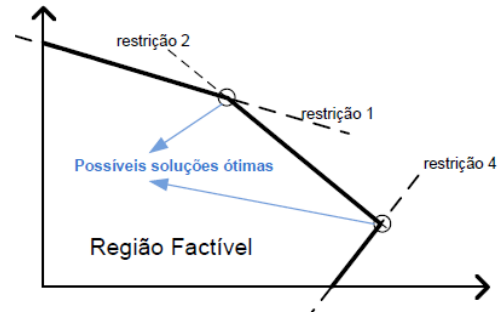 restrição 2
restrição 1
Possíveis soluções ótimas
restrição 4
Região Factível